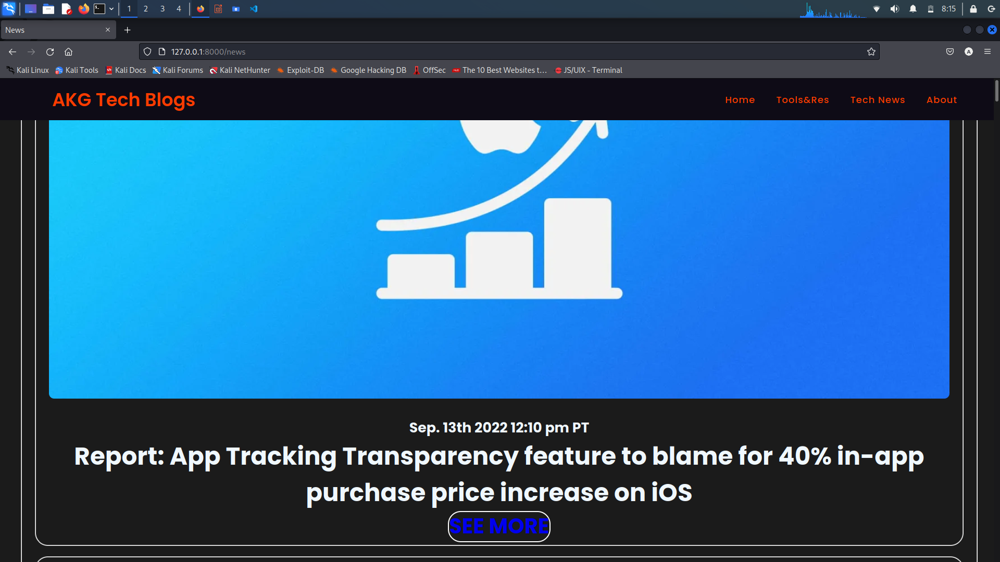 1 2 3 4 8:15
News
127.0.0.1:8000/news
Kali Linux Kali Tools Kali Docs Kali Forums Kali NetHunter Exploit-DB Google Hacking DB OffSec The 10 Best Websites t... JS/UIX - Terminal
AKG Tech Blogs Home Tools&Res Tech News About
Sep. 13th 2022 12:10 pm PT
Report: App Tracking Transparency feature to blame for 40% in-app
purchase price increase on iOS
SEE MORE